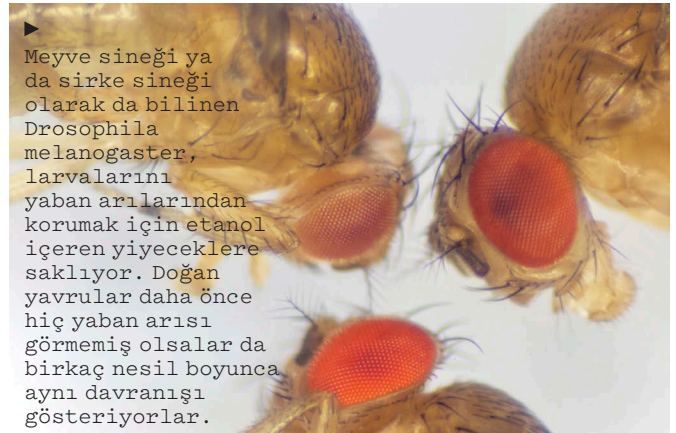 ▶
Meyve sineği ya
da sirke sineği
olarak da bilinen
Drosophila
melanogaster,
larvalarını
yaban arılarından
korumak için etanol
içeren yiyeceklere
saklıyor. Doğan
yavrular daha önce
hiç yaban arısı
görmemiş olsalar da
birkaç nesil boyunca
aynı davranışı
gösteriyorlar.